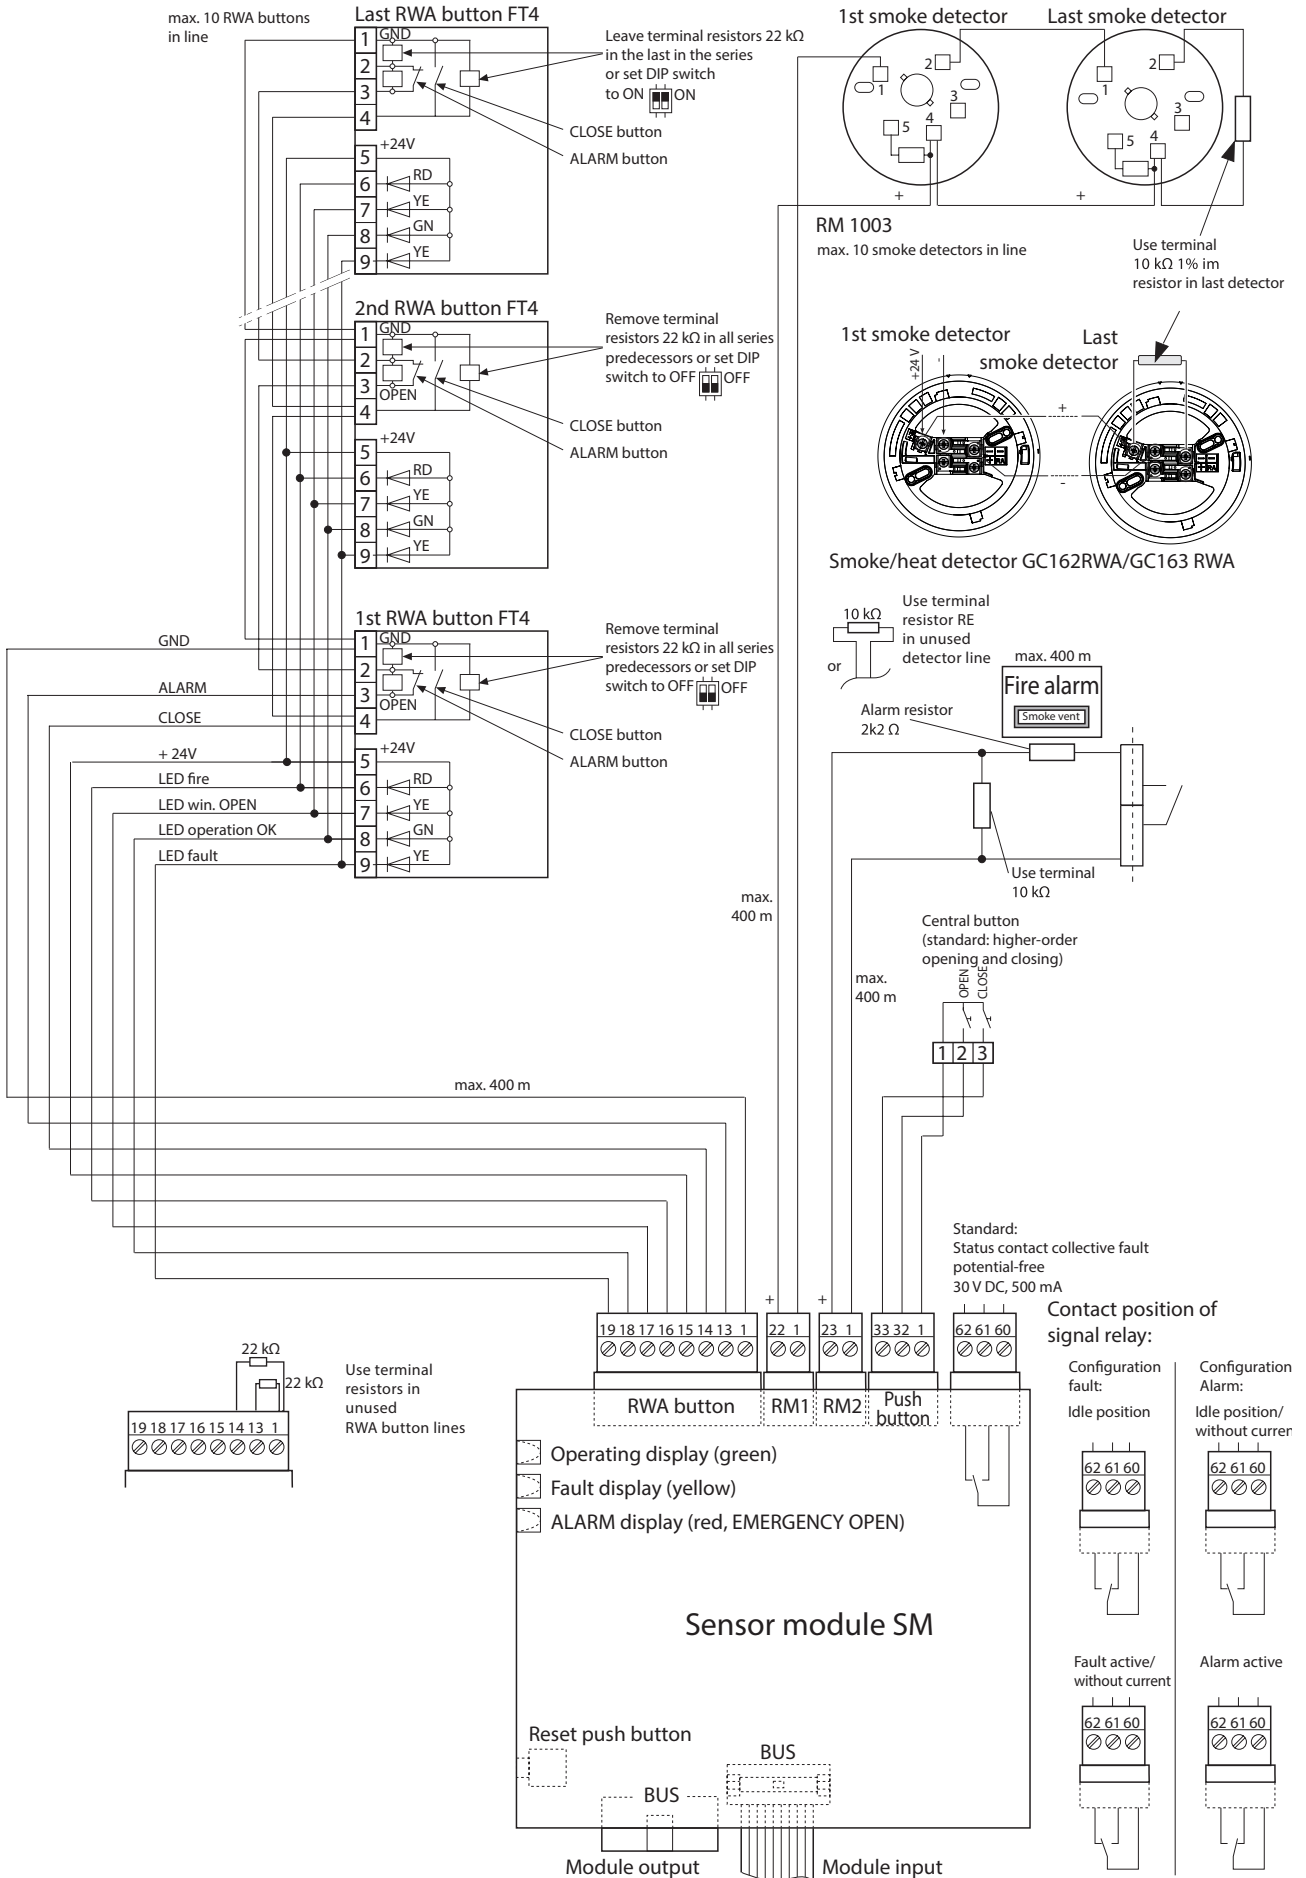 max. 10 RWA buttons
in line
Last RWA button FT4
1
GND
2
3
4
5
+24V
6
RD
7
YE
8
GN
9
YE
Leave terminal resistors 22 kΩ
in the last in the series
or set DIP switch
to ON
ON
CLOSE button
ALARM button
1st smoke detector
Last smoke detector
1
2
3
4
5
+
1
2
3
4
5
+
RM 1003
max. 10 smoke detectors in line
Use terminal
10 kΩ 1% im
resistor in last detector
2nd RWA button FT4
1
GND
2
3
OPEN
4
5
+24V
6
RD
7
YE
8
GN
9
YE
Remove terminal
resistors 22 kΩ in all series
predecessors or set DIP
switch to OFF
OFF
CLOSE button
ALARM button
1st smoke detector
Last
smoke detector
+24 V
-
+
-
Smoke/heat detector GC162RWA/GC163 RWA
1st RWA button FT4
1
GND
2
3
OPEN
4
5
+24V
6
RD
7
YE
8
GN
9
YE
Remove terminal
resistors 22 kΩ in all series
predecessors or set DIP
switch to OFF
OFF
CLOSE button
ALARM button
GND
ALARM
CLOSE
+ 24V
LED fire
LED win. OPEN
LED operation OK
LED fault
10 kΩ
or
Use terminal
resistor RE
in unused
detector line
max. 400 m
Fire alarm
Smoke vent
Alarm resistor
2k2 Ω
Use terminal
10 kΩ
max.
400 m
max.
400 m
Central button
(standard: higher-order
opening and closing)
OPEN
CLOSE
1 2 3
max. 400 m
Standard:
Status contact collective fault
potential-free
30 V DC, 500 mA
+
+
19 18 17 16 15 14 13 1
22 1
23 1
33 32 1
62 61 60
RWA button
RM1
RM2
Push
button
22 kΩ
22 kΩ
19 18 17 16 15 14 13 1
Use terminal
resistors in
unused
RWA button lines
Operating display (green)
Fault display (yellow)
ALARM display (red, EMERGENCY OPEN)
Sensor module SM
Reset push button
BUS
BUS
Module output
Module input
Contact position of
signal relay:
Configuration
fault:
Idle position
62 61 60
Configuration
Alarm:
Idle position/
without curren
62 61 60
Fault active/
without current
62 61 60
Alarm active
62 61 60